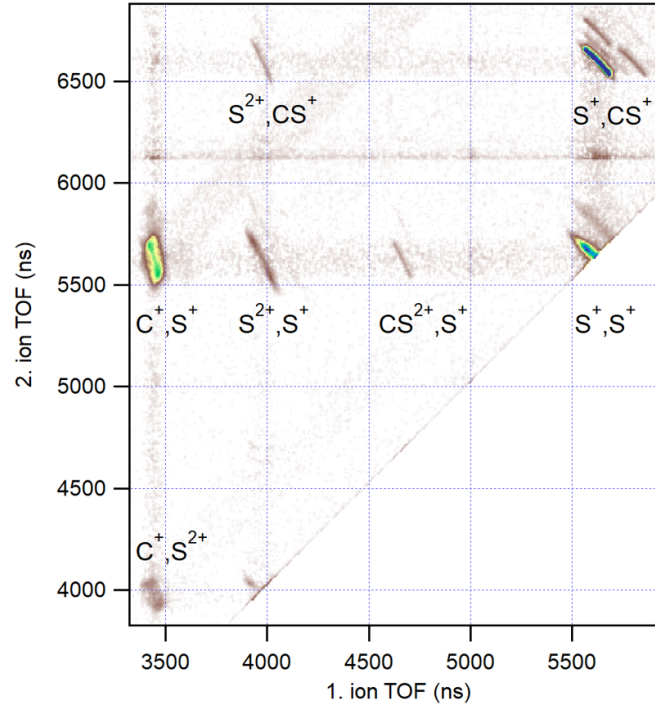 6500
S²⁺,CS⁺
S⁺,CS⁺
6000
2. ion TOF (ns)
5500
C⁺,S⁺
S²⁺,S⁺
CS²⁺,S⁺
S⁺,S⁺
5000
4500
C⁺,S²⁺
4000
3500
4000
4500
5000
5500
1. ion TOF (ns)